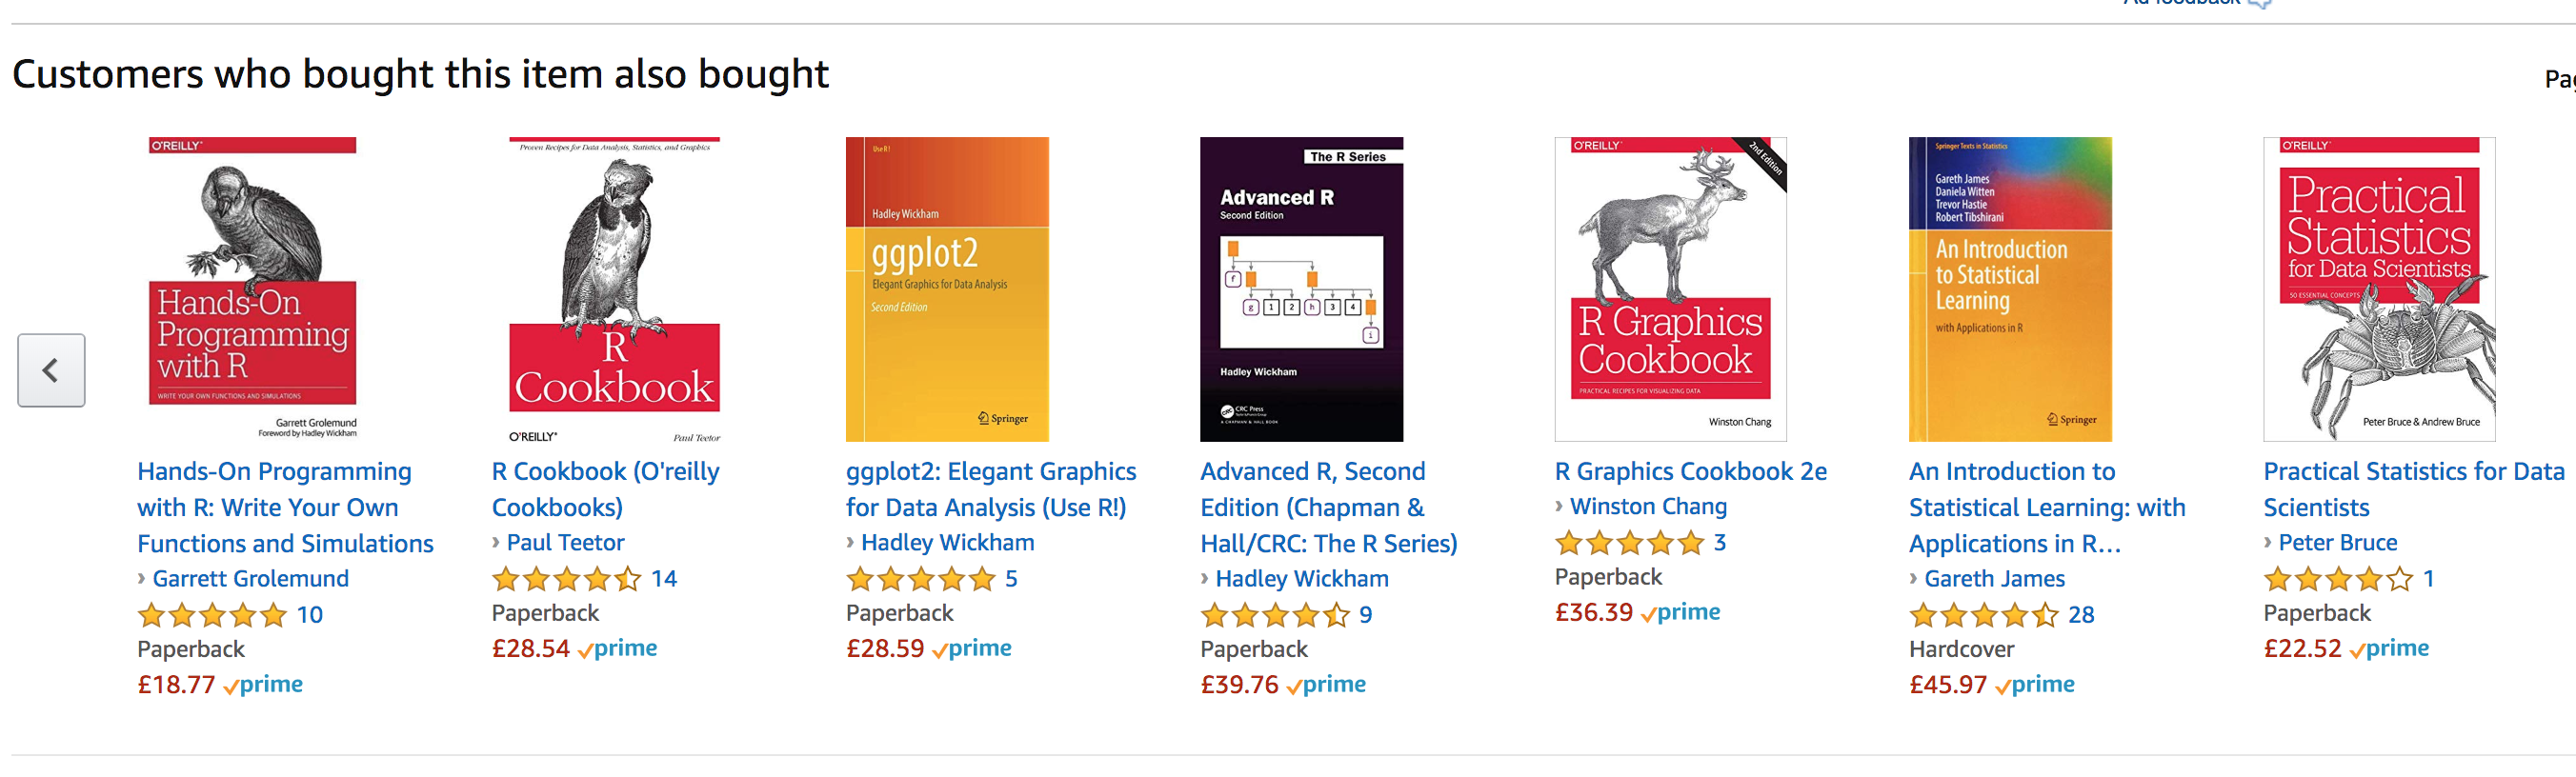 Ad feedback
Customers who bought this item also bought
O'REILLY
Hands-On
Programming
with R
WRITE YOUR OWN FUNCTIONS AND SIMULATIONS
Garrett Grolemund
Foreword by Hadley Wickham
Hands-On Programming
with R: Write Your Own
Functions and Simulations
› Garrett Grolemund
10
Paperback
£18.77 prime
Proven Recipes for Data Analysis, Statistics, and Graphics
R
Cookbook
O'REILLY® Paul Teetor
R Cookbook (O'reilly
Cookbooks)
› Paul Teetor
14
Paperback
£28.54 prime
Use R!
Hadley Wickham
ggplot2
Elegant Graphics for Data Analysis
Second Edition
Springer
ggplot2: Elegant Graphics
for Data Analysis (Use R!)
› Hadley Wickham
5
Paperback
£28.59 prime
The R Series
Advanced R
Second Edition
f
g 1 2 h 3 4
i
Hadley Wickham
CRC Press
A CHAPMAN & HALL BOOK
Advanced R, Second
Edition (Chapman &
Hall/CRC: The R Series)
› Hadley Wickham
9
Paperback
£39.76 prime
O'REILLY
2nd Edition
R Graphics
Cookbook
PRACTICAL RECIPES FOR VISUALIZING DATA
Winston Chang
R Graphics Cookbook 2e
› Winston Chang
3
Paperback
£36.39 prime
Springer Texts in Statistics
Gareth James
Daniela Witten
Trevor Hastie
Robert Tibshirani
An Introduction
to Statistical
Learning
with Applications in R
Springer
An Introduction to
Statistical Learning: with
Applications in R…
› Gareth James
28
Hardcover
£45.97 prime
O'REILLY
Practical
Statistics
for Data Scientists
50 ESSENTIAL CONCEPTS
Peter Bruce & Andrew Bruce
Practical Statistics for Data
Scientists
› Peter Bruce
1
Paperback
£22.52 prime